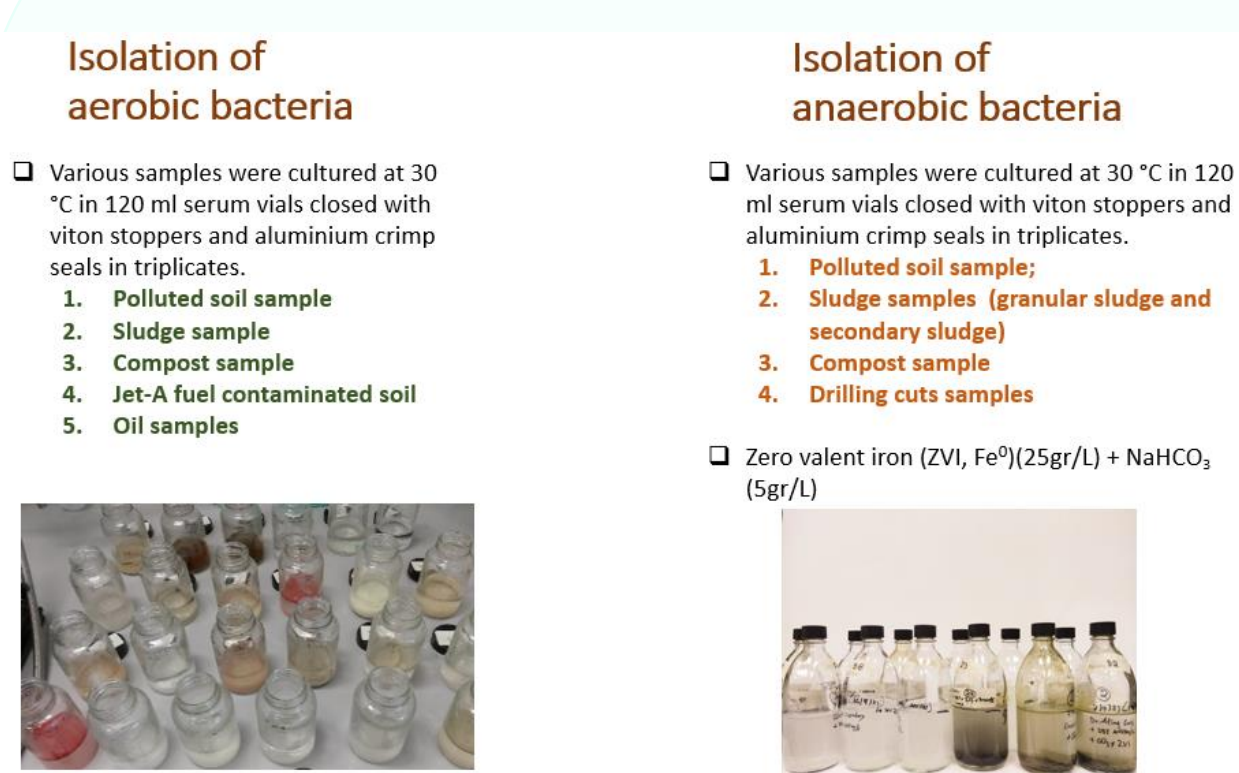 Isolation of
aerobic bacteria
❑ Various samples were cultured at 30
°C in 120 ml serum vials closed with
viton stoppers and aluminium crimp
seals in triplicates.
1. Polluted soil sample
2. Sludge sample
3. Compost sample
4. Jet-A fuel contaminated soil
5. Oil samples
Isolation of
anaerobic bacteria
❑ Various samples were cultured at 30 °C in 120
ml serum vials closed with viton stoppers and
aluminium crimp seals in triplicates.
1. Polluted soil sample;
2. Sludge samples (granular sludge and
secondary sludge)
3. Compost sample
4. Drilling cuts samples
❑ Zero valent iron (ZVI, Fe⁰)(25gr/L) + NaHCO₃
(5gr/L)